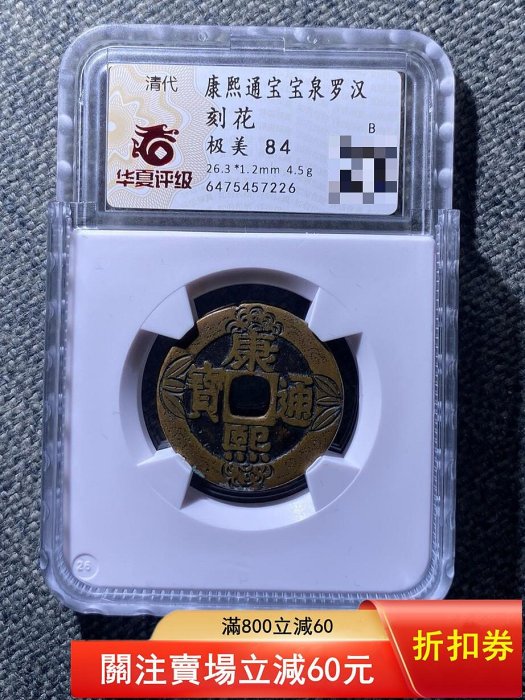 清代
华夏评级
康熙通宝宝泉罗汉
刻花
极美 84
26.3*1.2mm 4.5g
6475457226
B
康
寶 通
熙
26
滿800立減60
關注賣場立減60元
折扣券